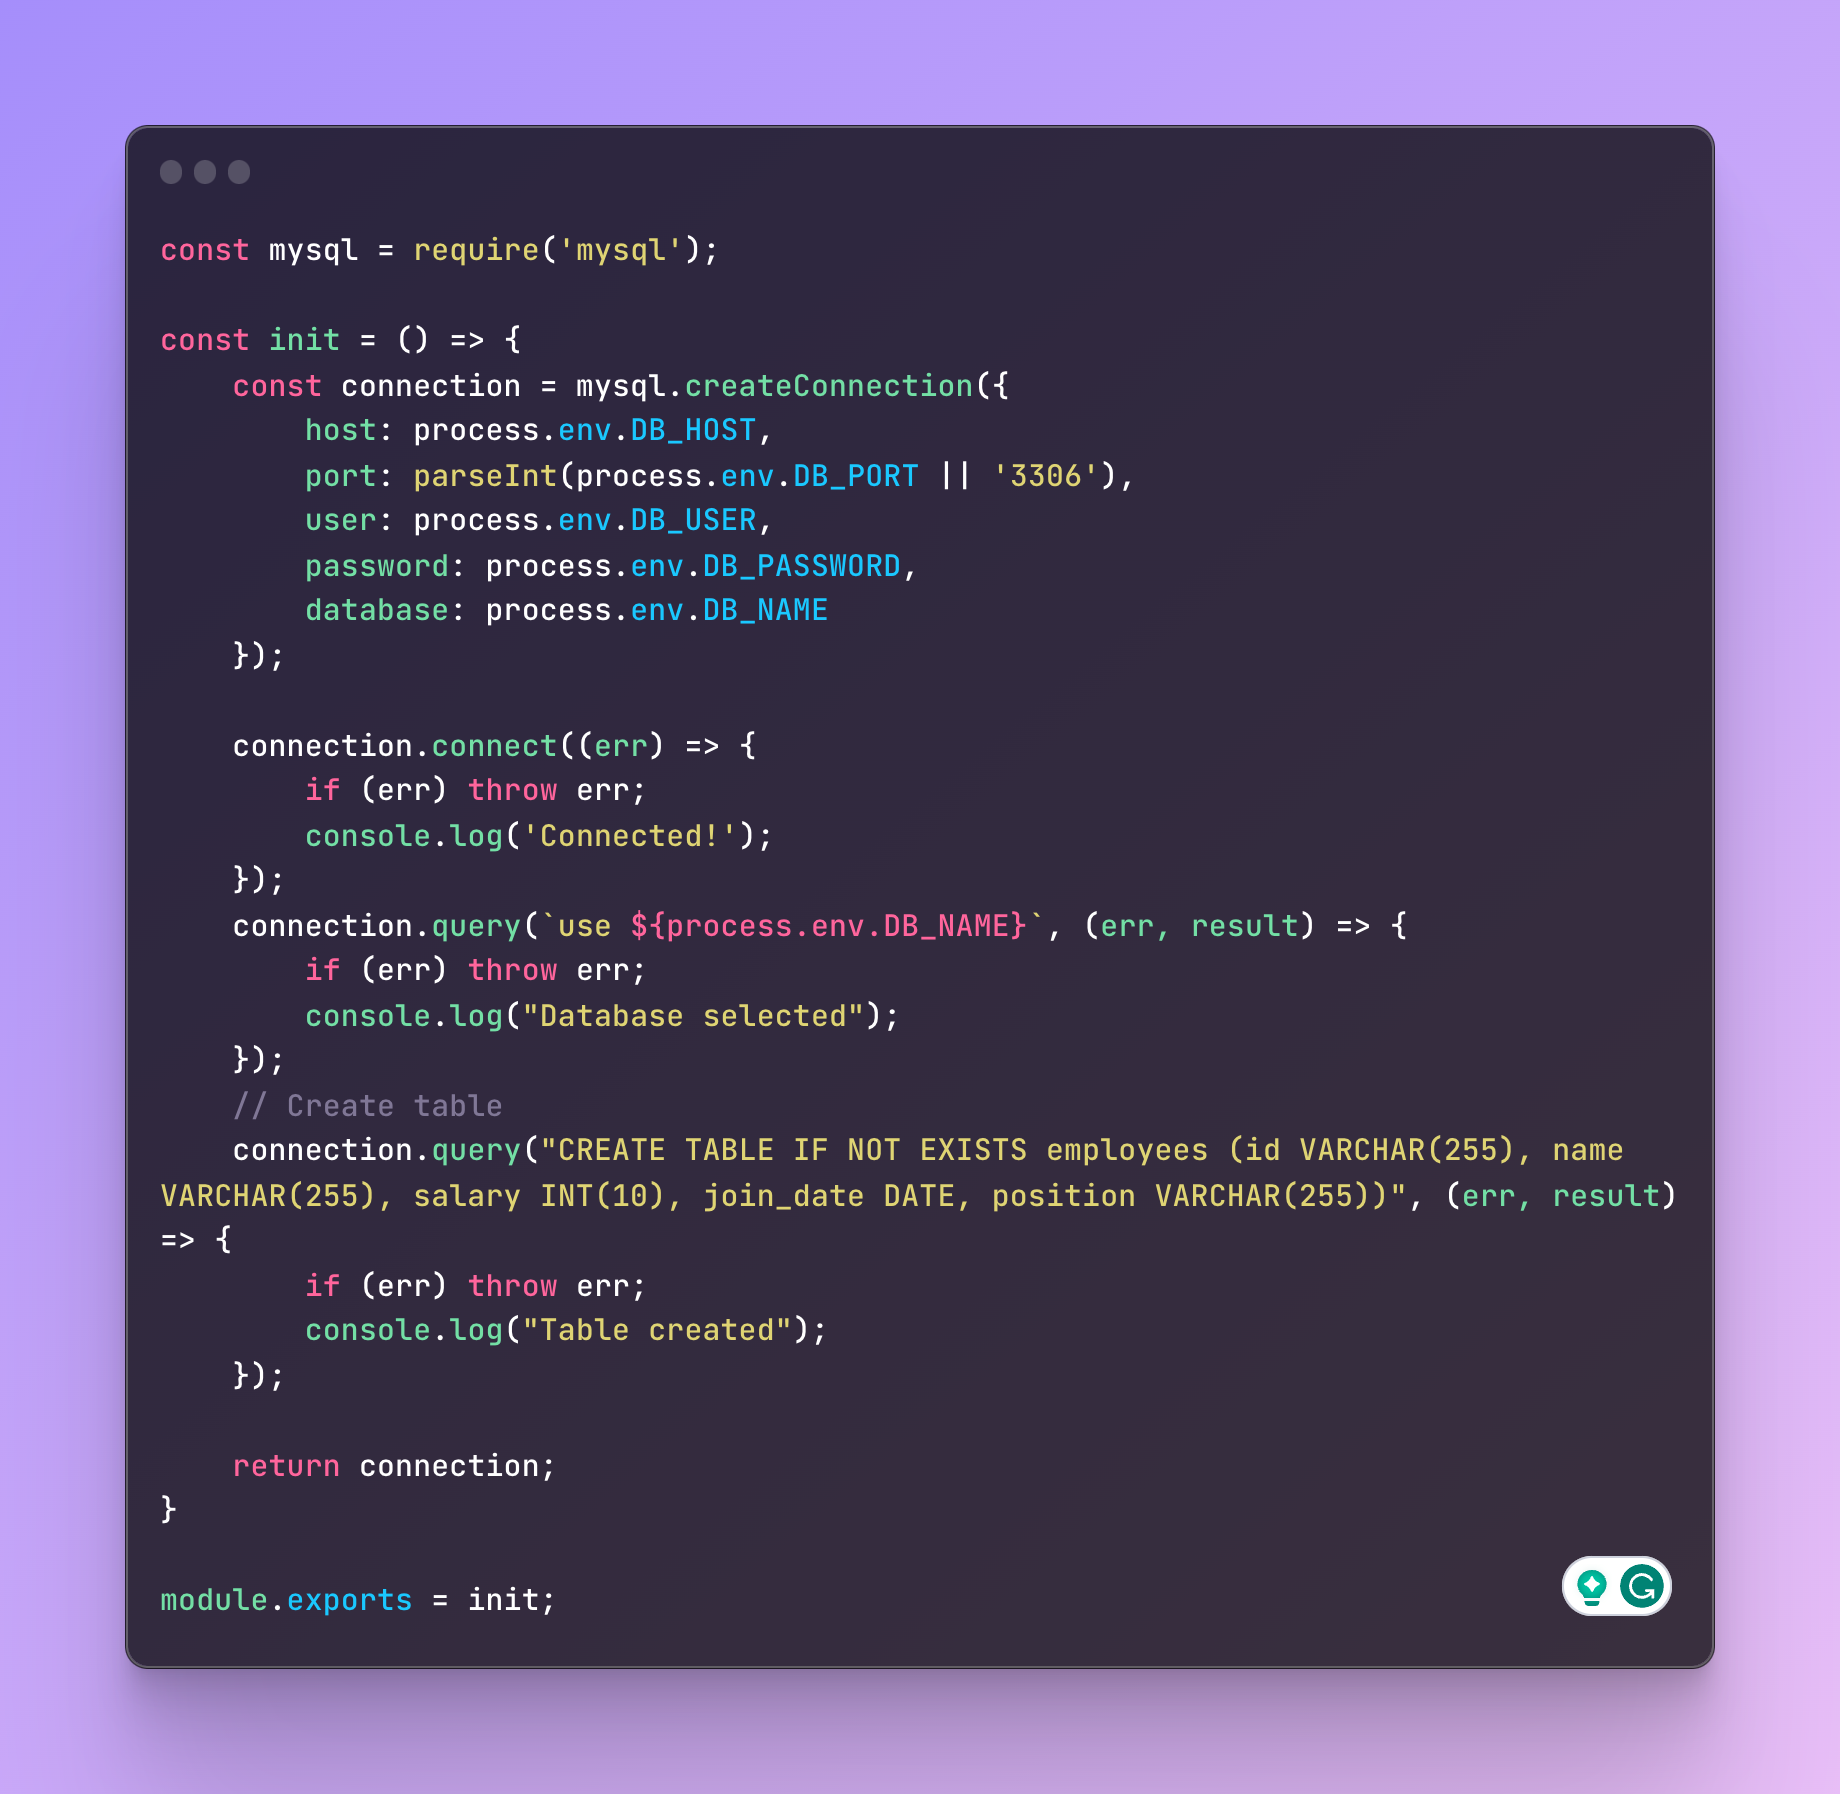 const mysql = require('mysql');

const init = () => {
    const connection = mysql.createConnection({
        host: process.env.DB_HOST,
        port: parseInt(process.env.DB_PORT || '3306'),
        user: process.env.DB_USER,
        password: process.env.DB_PASSWORD,
        database: process.env.DB_NAME
    });

    connection.connect((err) => {
        if (err) throw err;
        console.log('Connected!');
    });
    connection.query(`use ${process.env.DB_NAME}`, (err, result) => {
        if (err) throw err;
        console.log("Database selected");
    });
    // Create table
    connection.query("CREATE TABLE IF NOT EXISTS employees (id VARCHAR(255), name
VARCHAR(255), salary INT(10), join_date DATE, position VARCHAR(255))", (err, result)
=> {
        if (err) throw err;
        console.log("Table created");
    });

    return connection;
}

module.exports = init;